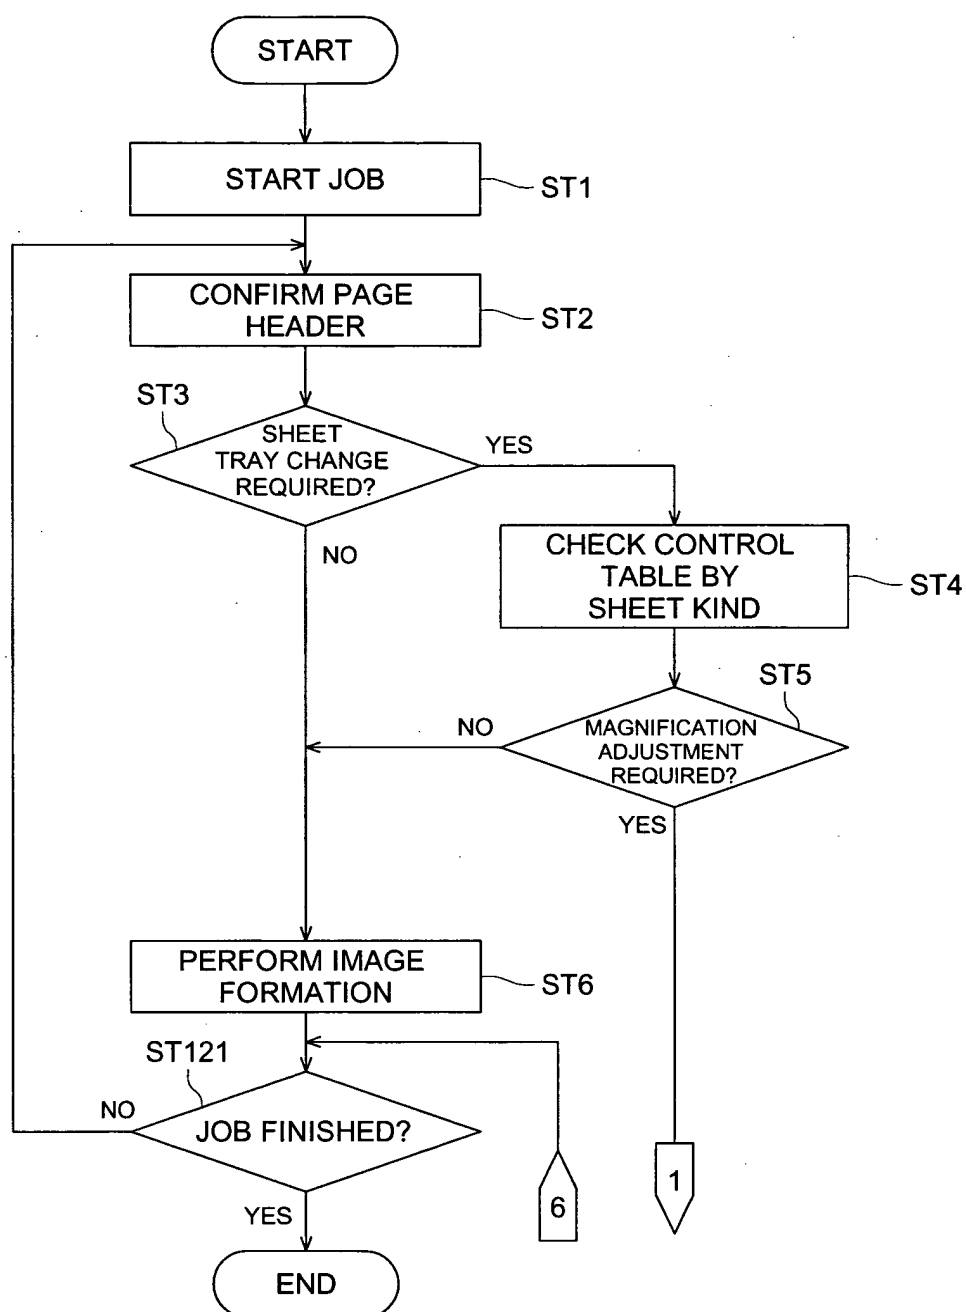 START
START JOB
ST1
CONFIRM PAGE
HEADER
ST2
ST3
SHEET
TRAY CHANGE
REQUIRED?
YES
NO
CHECK CONTROL
TABLE BY
SHEET KIND
ST4
ST5
MAGNIFICATION
ADJUSTMENT
REQUIRED?
NO
YES
PERFORM IMAGE
FORMATION
ST6
ST121
JOB FINISHED?
NO
YES
6
1
END